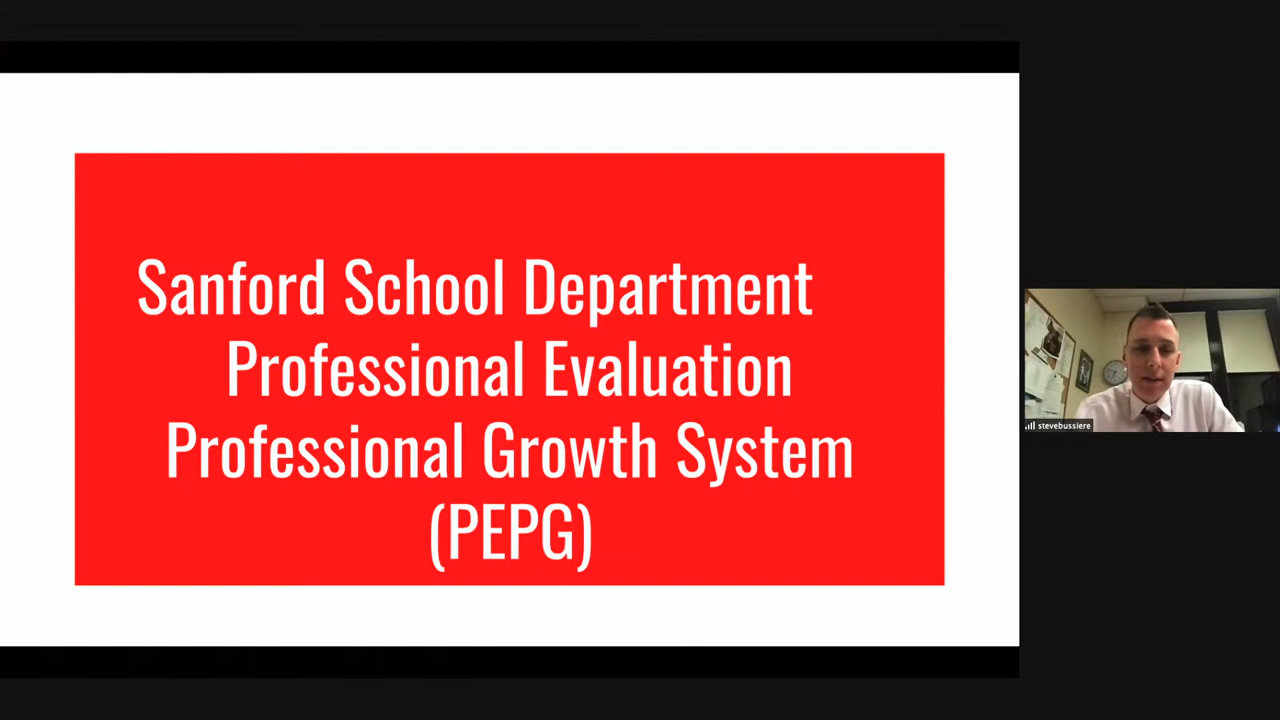 Sanford School Department
Professional Evaluation
Professional Growth System
(PEPG)
stevebussiere